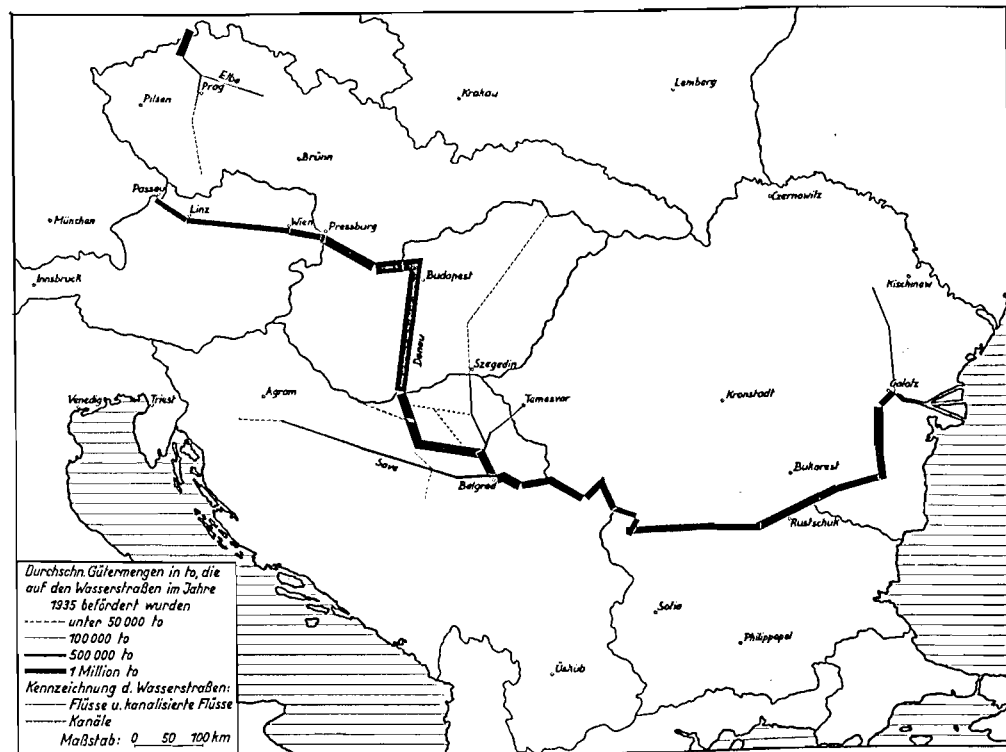 Elbe
Prag
Pilsen
Krakau
Lemberg
Brünn
Passau
Linz
Wien
Pressburg
München
Innsbruck
Czernowitz
Kischinew
Budapest
Donau
Szegedin
Agram
Temesvar
Kronstadt
Galatz
Venedig
Triest
Save
Belgrad
Bukarest
Rustschuk
Sofia
Philippopel
Üsküb
Durchschn. Gütermengen in to, die
auf den Wasserstraßen im Jahre
1935 befördert wurden
unter 50 000 to
100 000 to
500 000 to
1 Million to
Kennzeichnung d. Wasserstraßen:
Flüsse u. kanalisierte Flüsse
Kanäle
Maßstab: 0 50 100 km